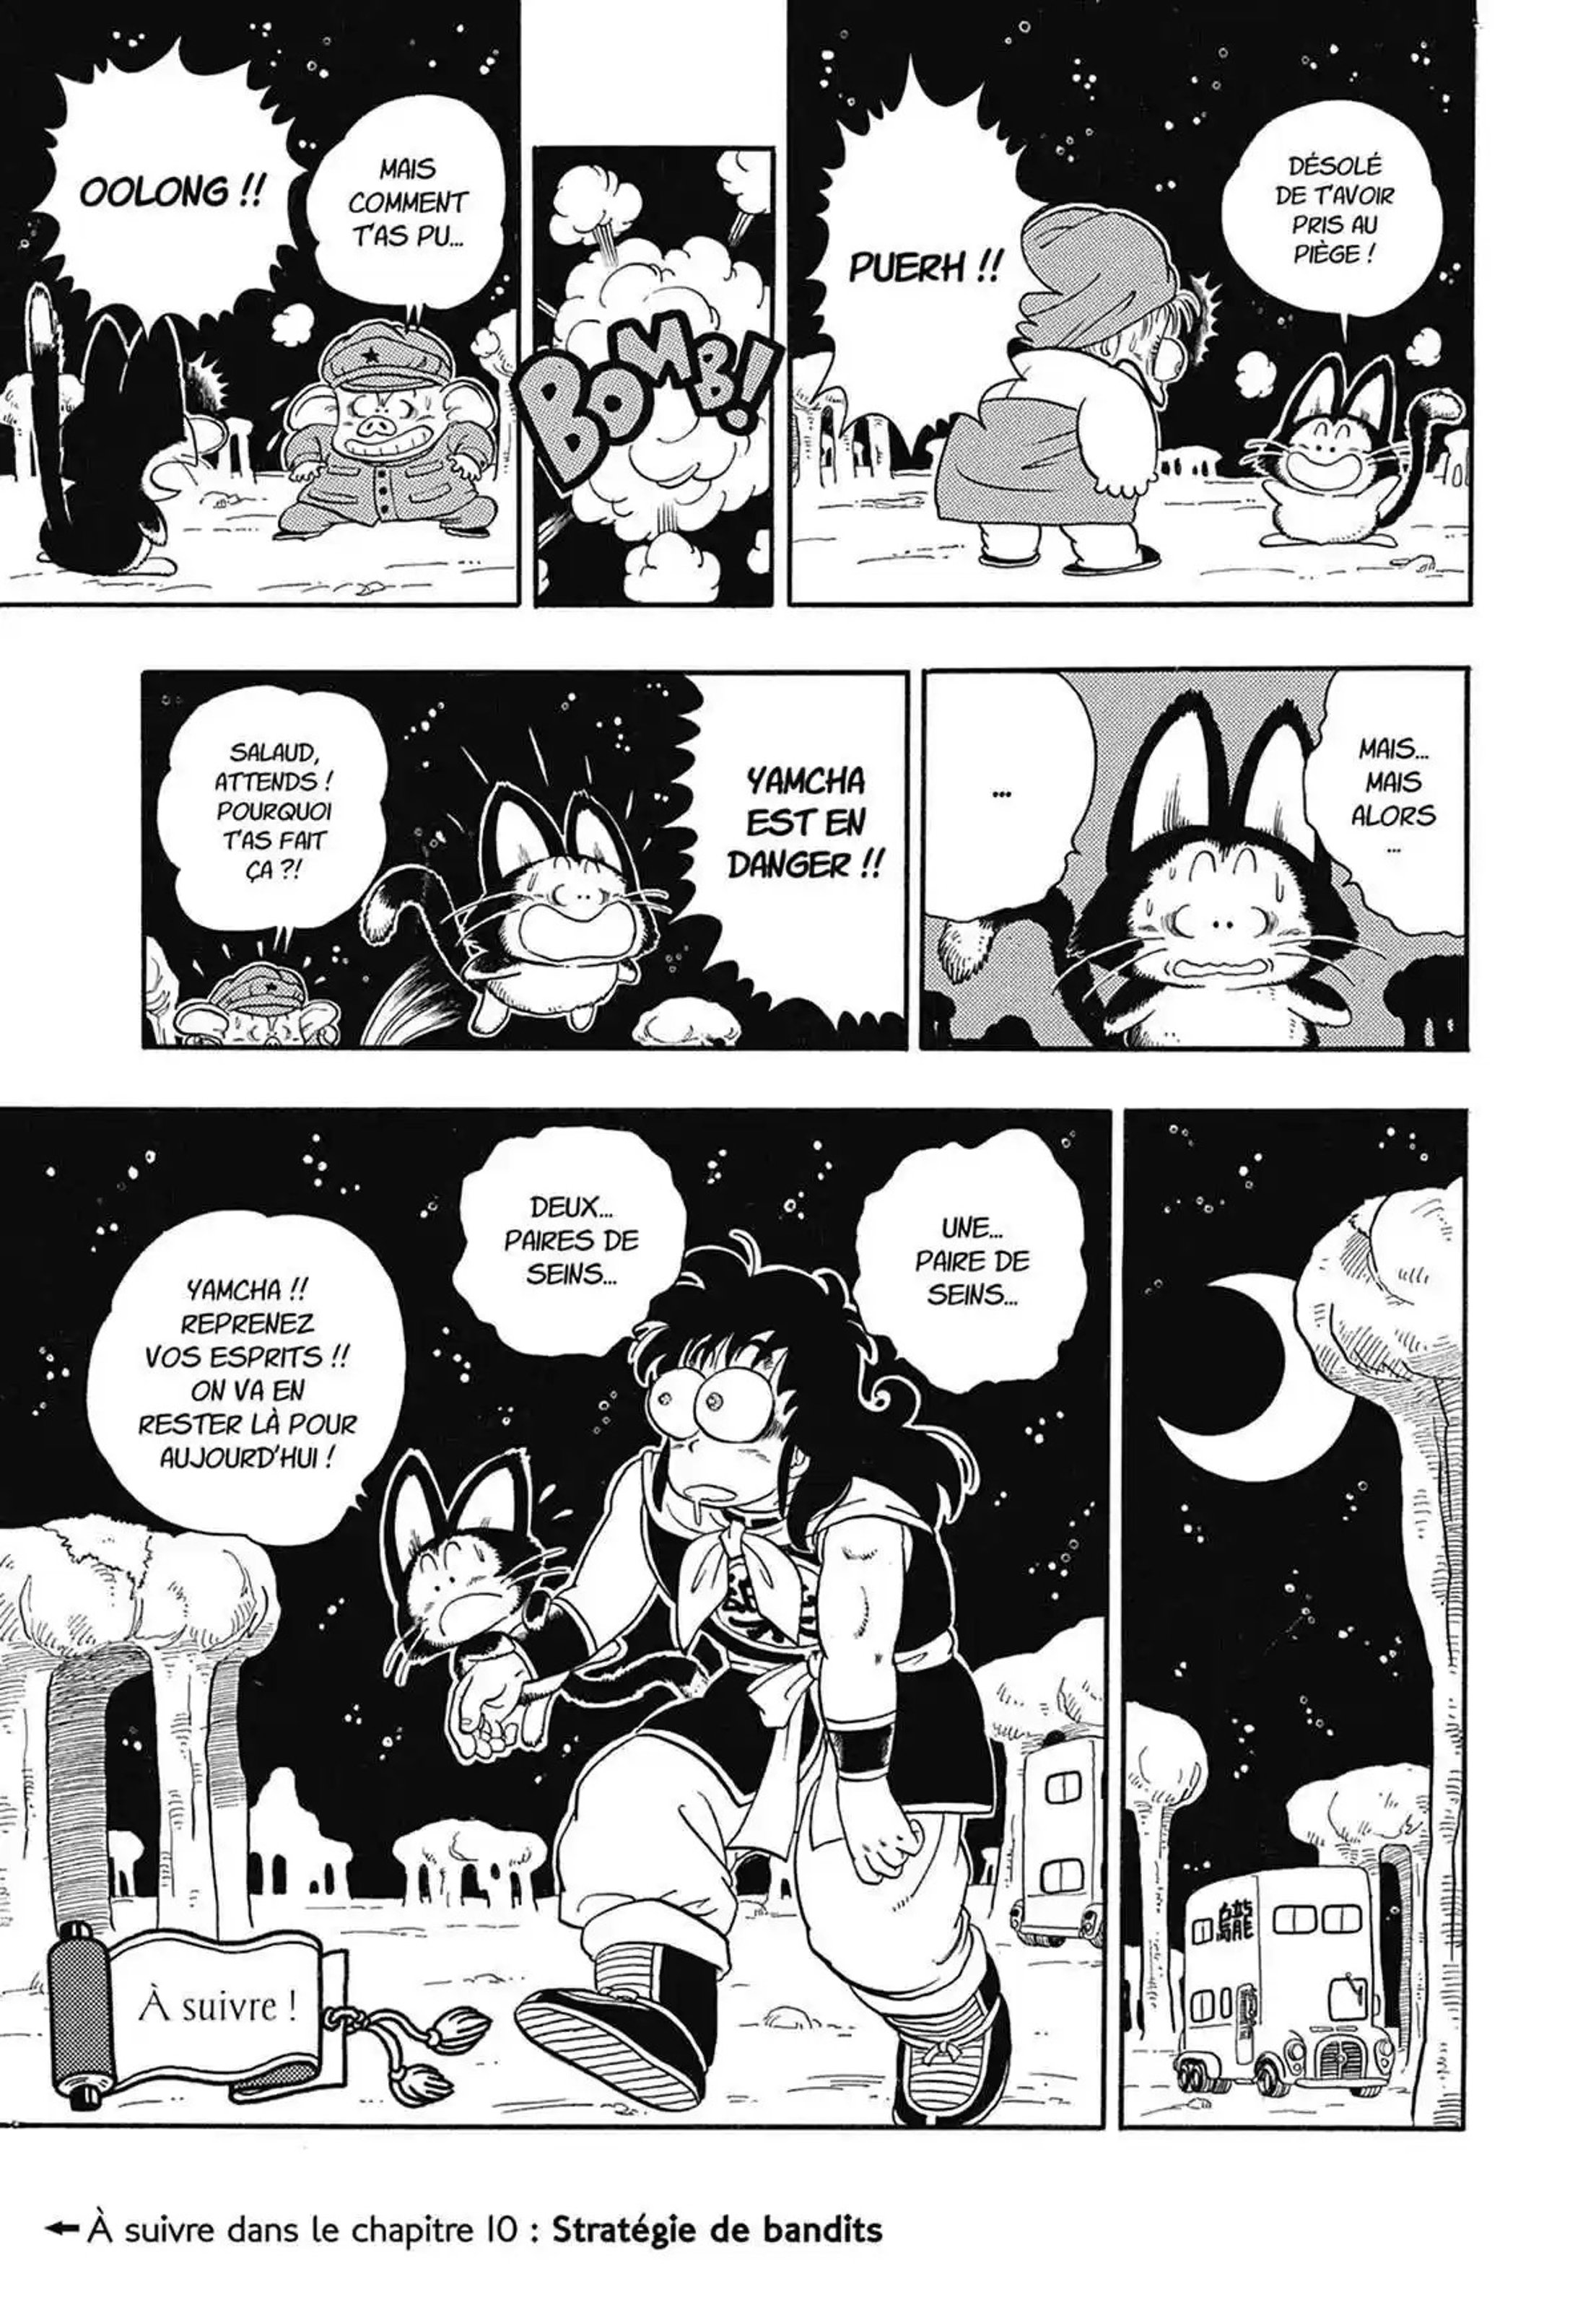 DÉSOLÉ
DE T'AVOIR
PRIS AU
PIÈGE !
PUERH !!
BOMB!
MAIS
COMMENT
T'AS PU...
OOLONG !!
MAIS...
MAIS
ALORS
...
...
YAMCHA
EST EN
DANGER !!
SALAUD,
ATTENDS !
POURQUOI
T'AS FAIT
ÇA ?!
烏龍
UNE...
PAIRE DE
SEINS...
DEUX...
PAIRES DE
SEINS...
YAMCHA !!
REPRENEZ
VOS ESPRITS !!
ON VA EN
RESTER LÀ POUR
AUJOURD'HUI !
À suivre !
À suivre dans le chapitre 10 : Stratégie de bandits